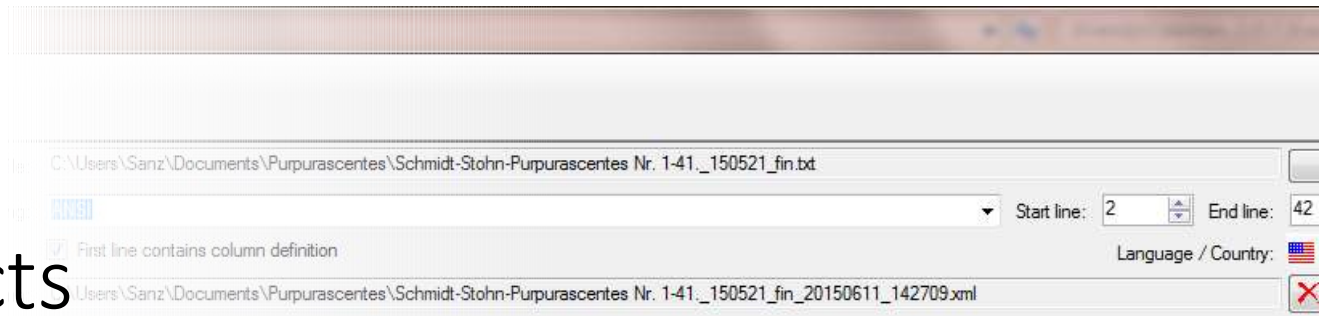 C:\Users\Sanz\Documents\Purpurascentes\Schmidt-Stohn-Purpurascentes Nr. 1-41._150521_fin.txt
ANSI Start line: 2 End line: 42
First line contains column definition Language / Country:
cts
\Users\Sanz\Documents\Purpurascentes\Schmidt-Stohn-Purpurascentes Nr. 1-41._150521_fin_20150611_142709.xml